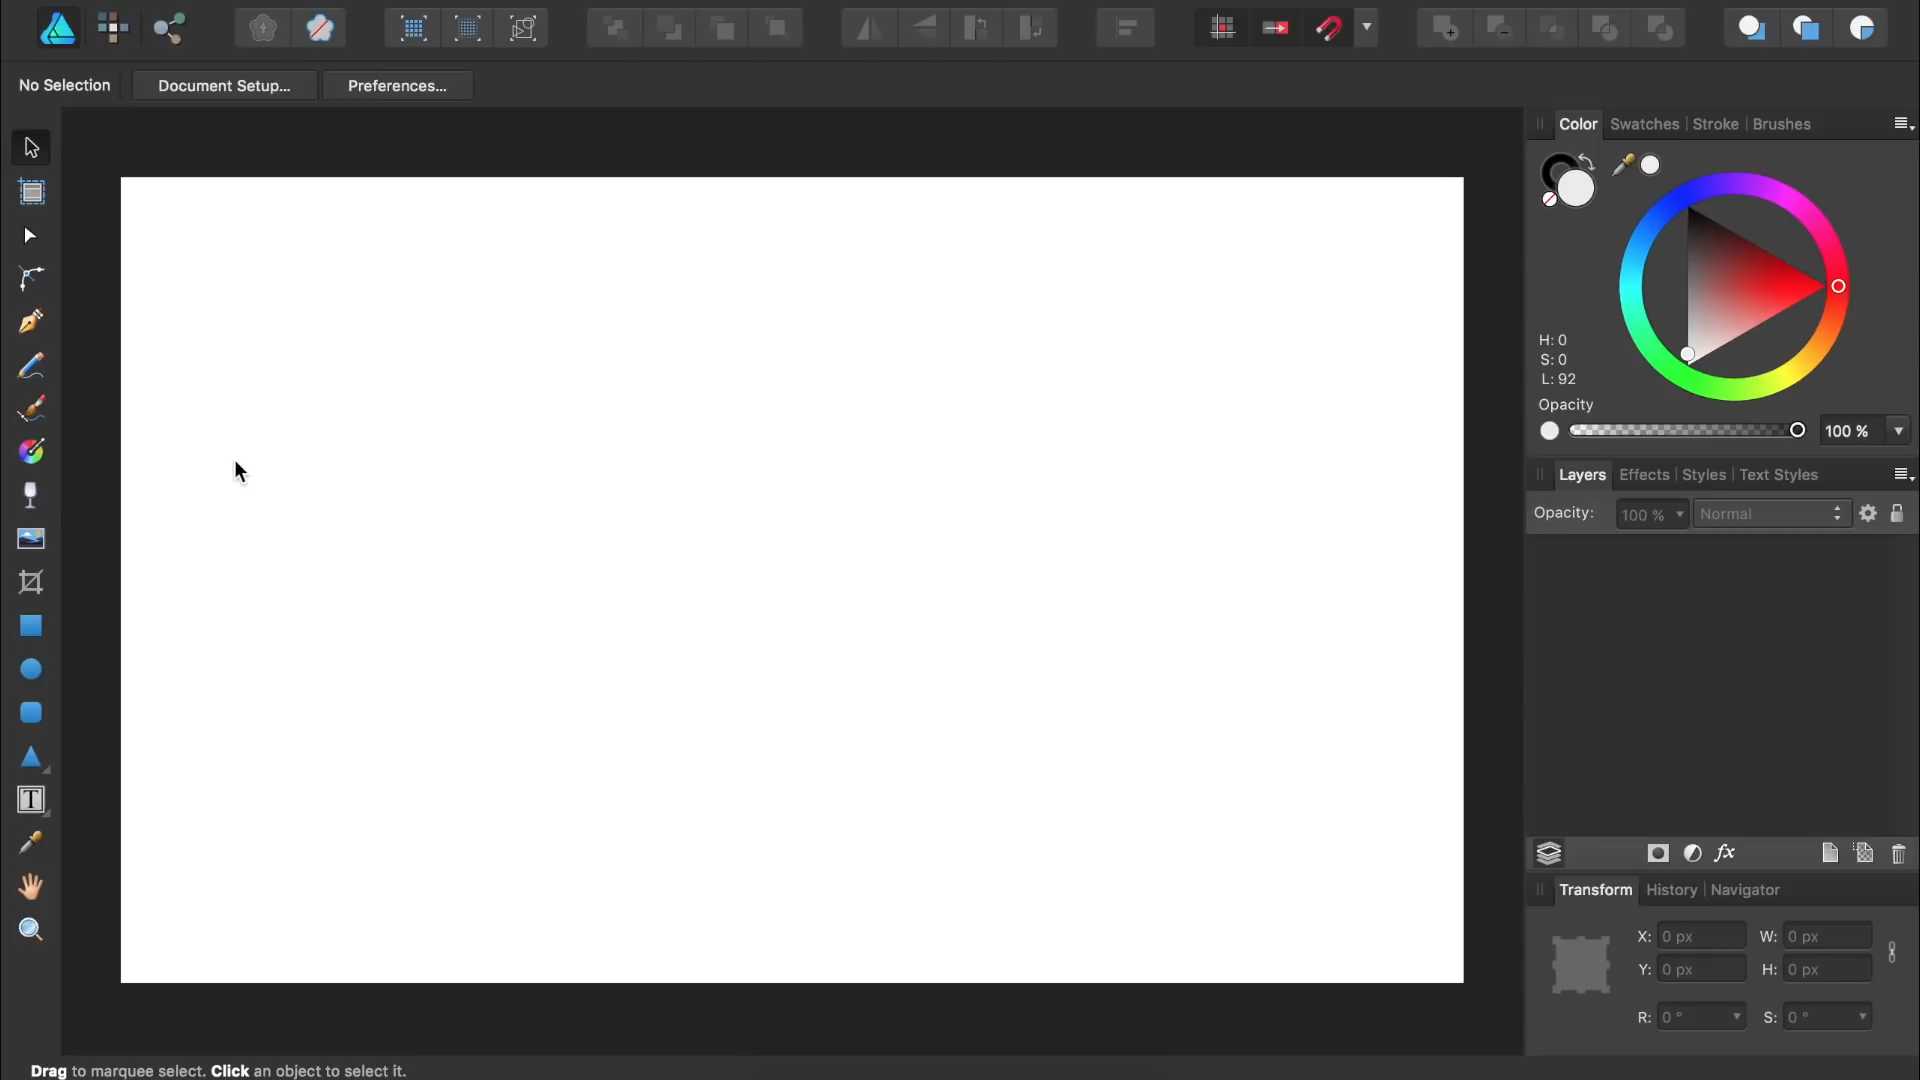 No Selection
Document Setup...
Preferences...
Color
Swatches
Stroke
Brushes
H: 0
S: 0
L: 92
Opacity
100 %
Layers
Effects
Styles
Text Styles
Opacity:
100 %
Normal
fx
Transform
History
Navigator
X: 0 px
W: 0 px
Y: 0 px
H: 0 px
R: 0 °
S: 0 °
T
Drag to marquee select. Click an object to select it.